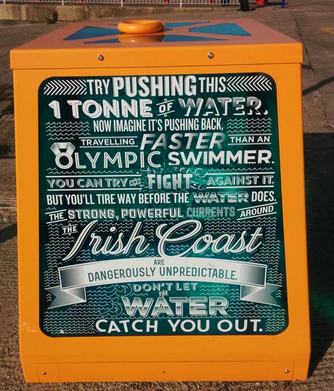 TRY PUSHING THIS
1 TONNE OF WATER.
NOW IMAGINE IT'S PUSHING BACK,
TRAVELLING FASTER THAN AN
OLYMPIC SWIMMER.
YOU CAN TRY TO FIGHT AGAINST IT.
BUT YOU'LL TIRE WAY BEFORE THE WATER DOES.
THE STRONG, POWERFUL CURRENTS AROUND
THE Irish Coast
ARE
DANGEROUSLY UNPREDICTABLE.
DON'T LET
THE
WATER
CATCH YOU OUT.